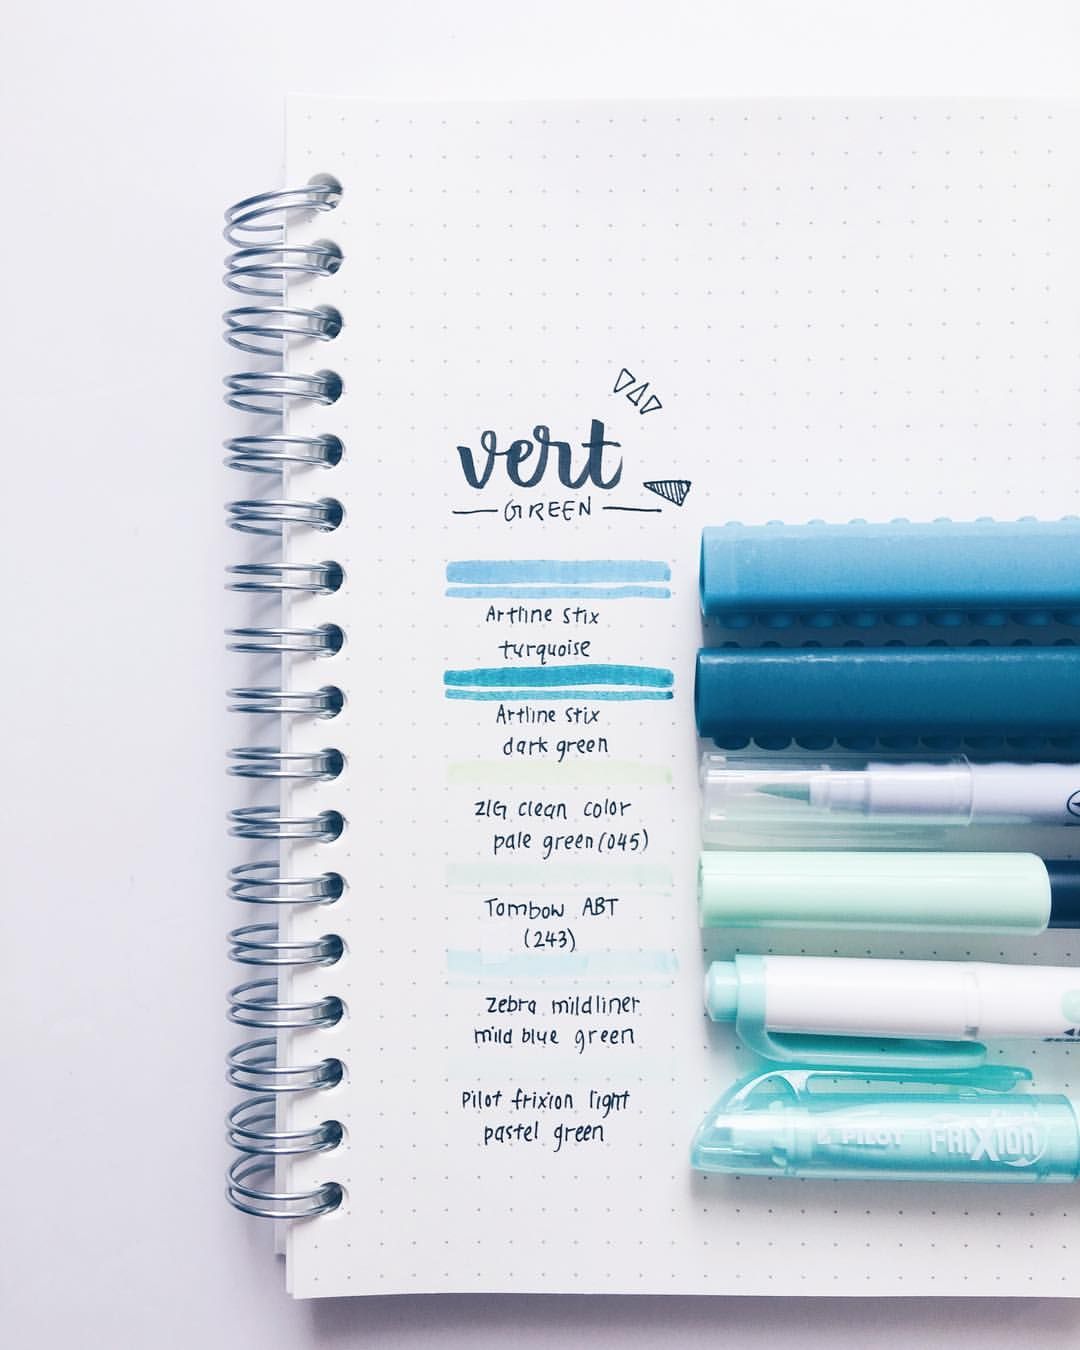 vert
GREEN
Artline stix
turquoise
Artline stix
dark green
ZIG clean color
pale green (045)
Tombow ABT
(243)
Zebra mildliner
mild blue green
Pilot frixion light
pastel green
PILOT FRIXION